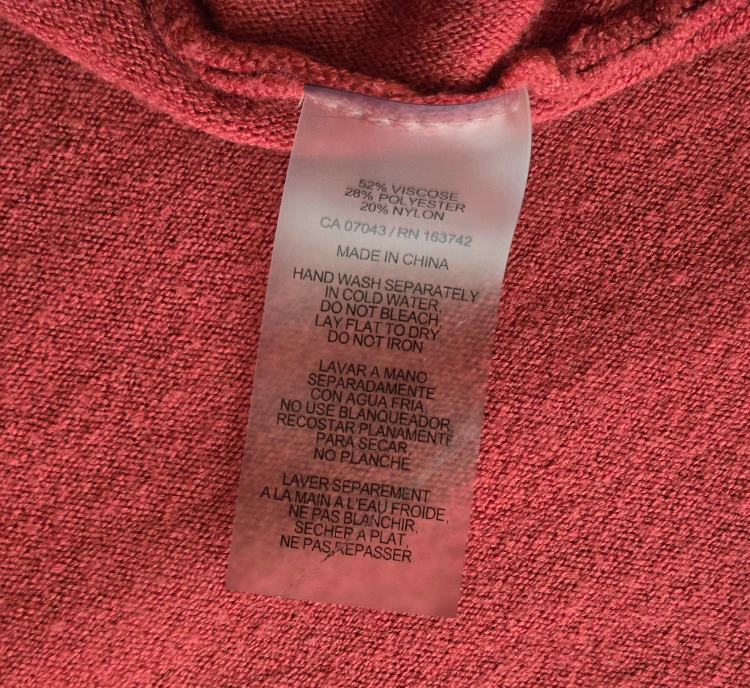 52% VISCOSE
28% POLYESTER
20% NYLON
CA 07043 / RN 163742
MADE IN CHINA
HAND WASH SEPARATELY
IN COLD WATER,
DO NOT BLEACH,
LAY FLAT TO DRY,
DO NOT IRON
LAVAR A MANO
SEPARADAMENTE
CON AGUA FRIA,
NO USE BLANQUEADOR,
RECOSTAR PLANAMENTE
PARA SECAR,
NO PLANCHE
LAVER SEPAREMENT
A LA MAIN A L'EAU FROIDE,
NE PAS BLANCHIR,
SECHER A PLAT,
NE PAS REPASSER